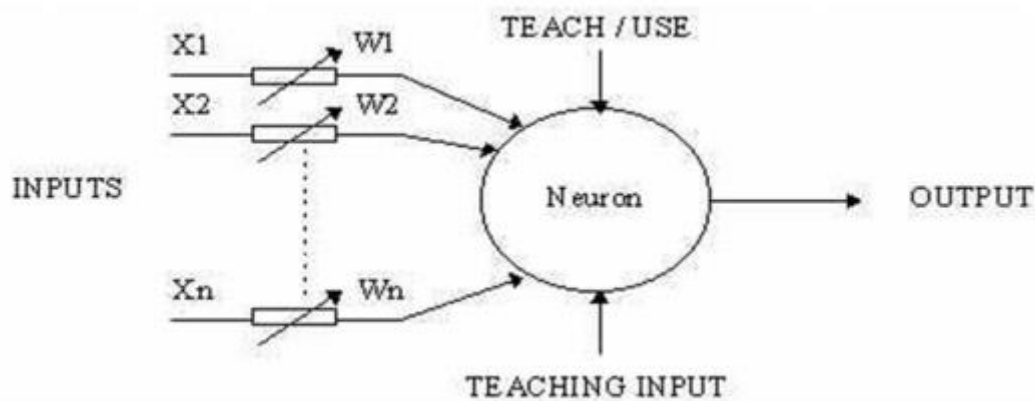 TEACH / USE
X1 W1
X2 W2
INPUTS
Neuron
OUTPUT
Xn Wn
TEACHING INPUT